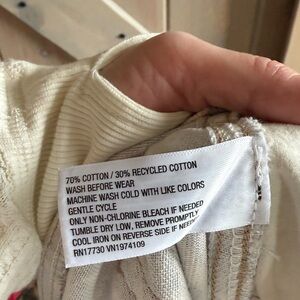 70% COTTON / 30% RECYCLED COTTON
WASH BEFORE WEAR
MACHINE WASH COLD WITH LIKE COLORS
GENTLE CYCLE
ONLY NON-CHLORINE BLEACH IF NEEDED
TUMBLE DRY LOW, REMOVE PROMPTLY
COOL IRON ON REVERSE SIDE IF NEEDED
RN17730 VN1974109